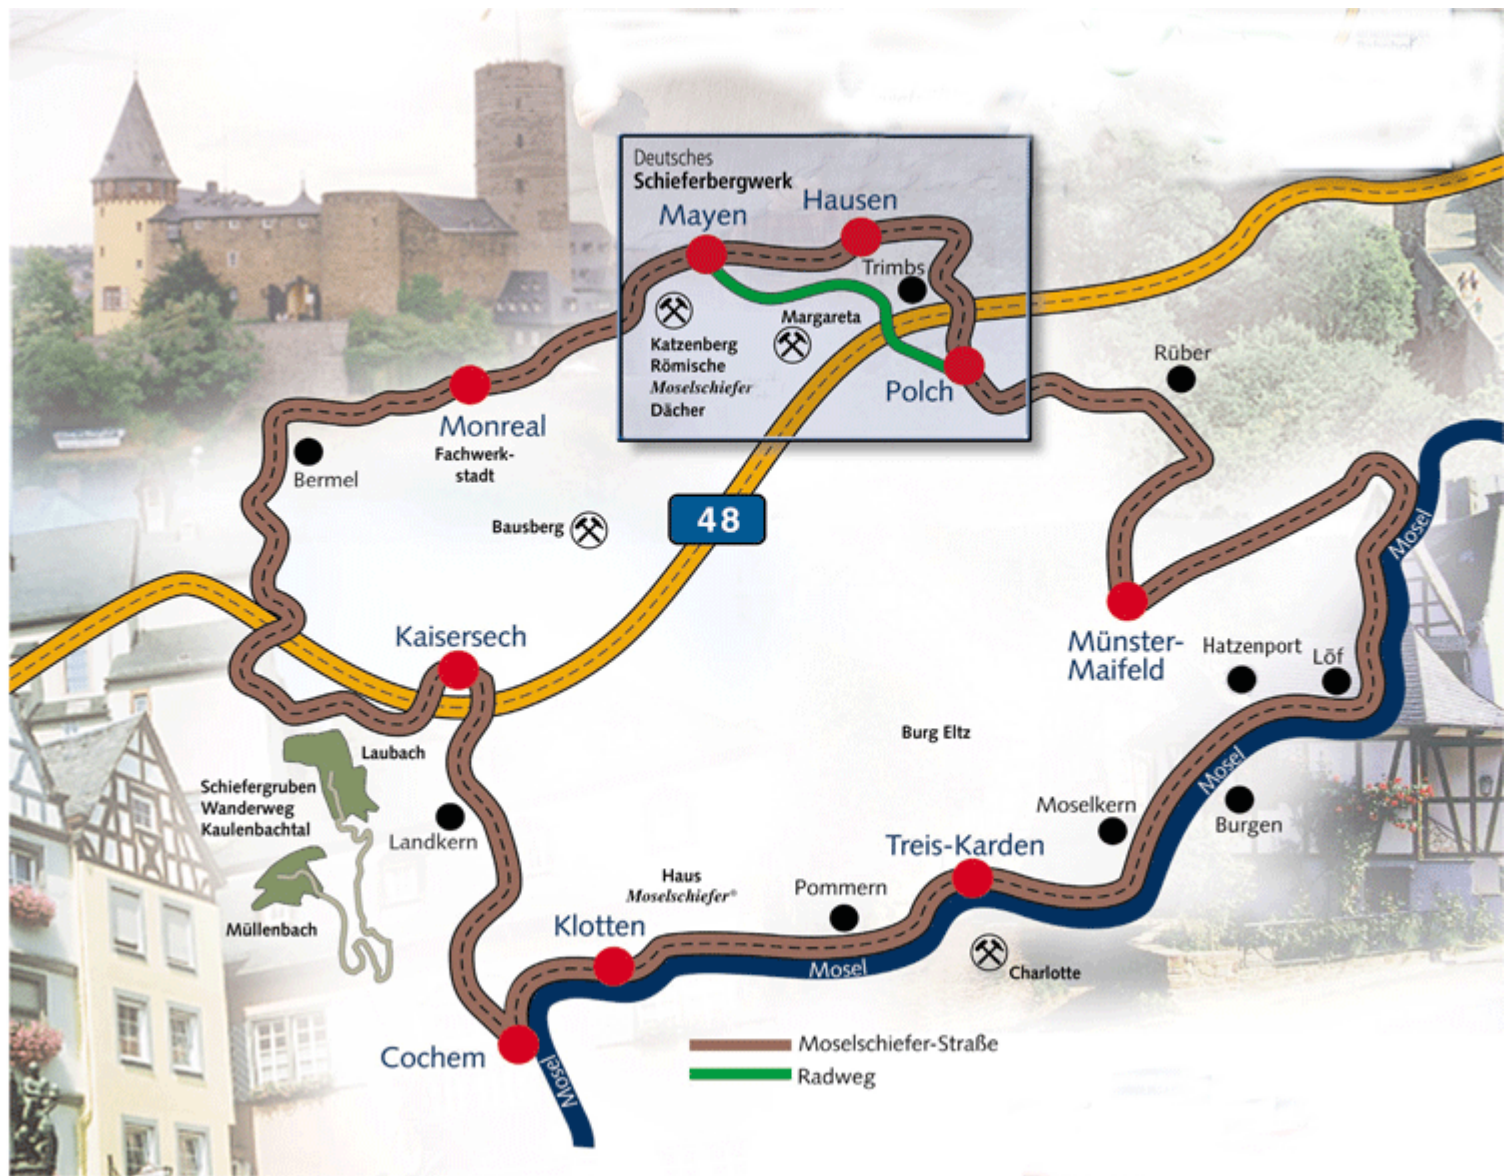 Deutsches
Schieferbergwerk
Mayen
Hausen
Trimbs
Margareta
Katzenberg
Römische
Moselschiefer
Dächer
Polch
Rüber
Monreal
Fachwerk-
stadt
Bermel
Bausberg
48
Mosel
Kaisersech
Münster-
Maifeld
Hatzenport
Löf
Burg Eltz
Laubach
Schiefergruben
Wanderweg
Kaulenbachtal
Landkern
Mosel
Moselkern
Burgen
Treis-Karden
Haus
Moselschiefer®
Pommern
Müllenbach
Klotten
Mosel
Charlotte
Cochem
Mosel
Moselschiefer-Straße
Radweg